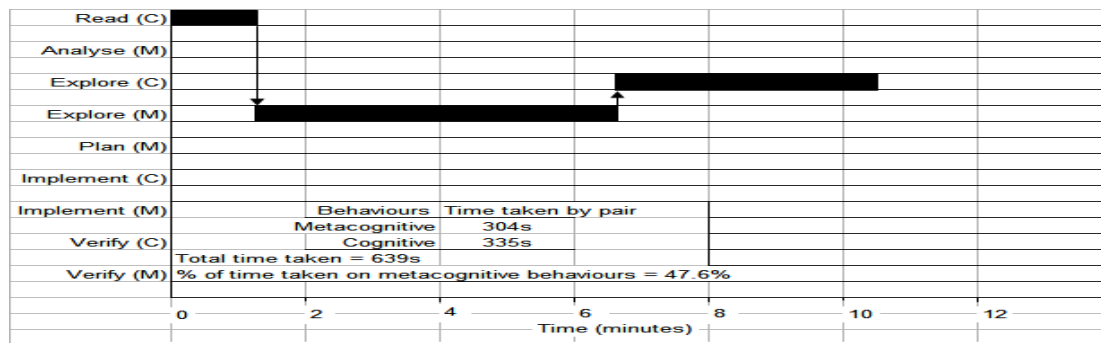 Read (C)
Analyse (M)
Explore (C)
Explore (M)
Plan (M)
Implement (C)
Implement (M)
Behaviours Time taken by pair
Metacognitive 304s
Verify (C)
Cognitive 335s
Total time taken = 639s
Verify (M)
% of time taken on metacognitive behaviours = 47.6%
0 2 4 6 8 10 12
Time (minutes)